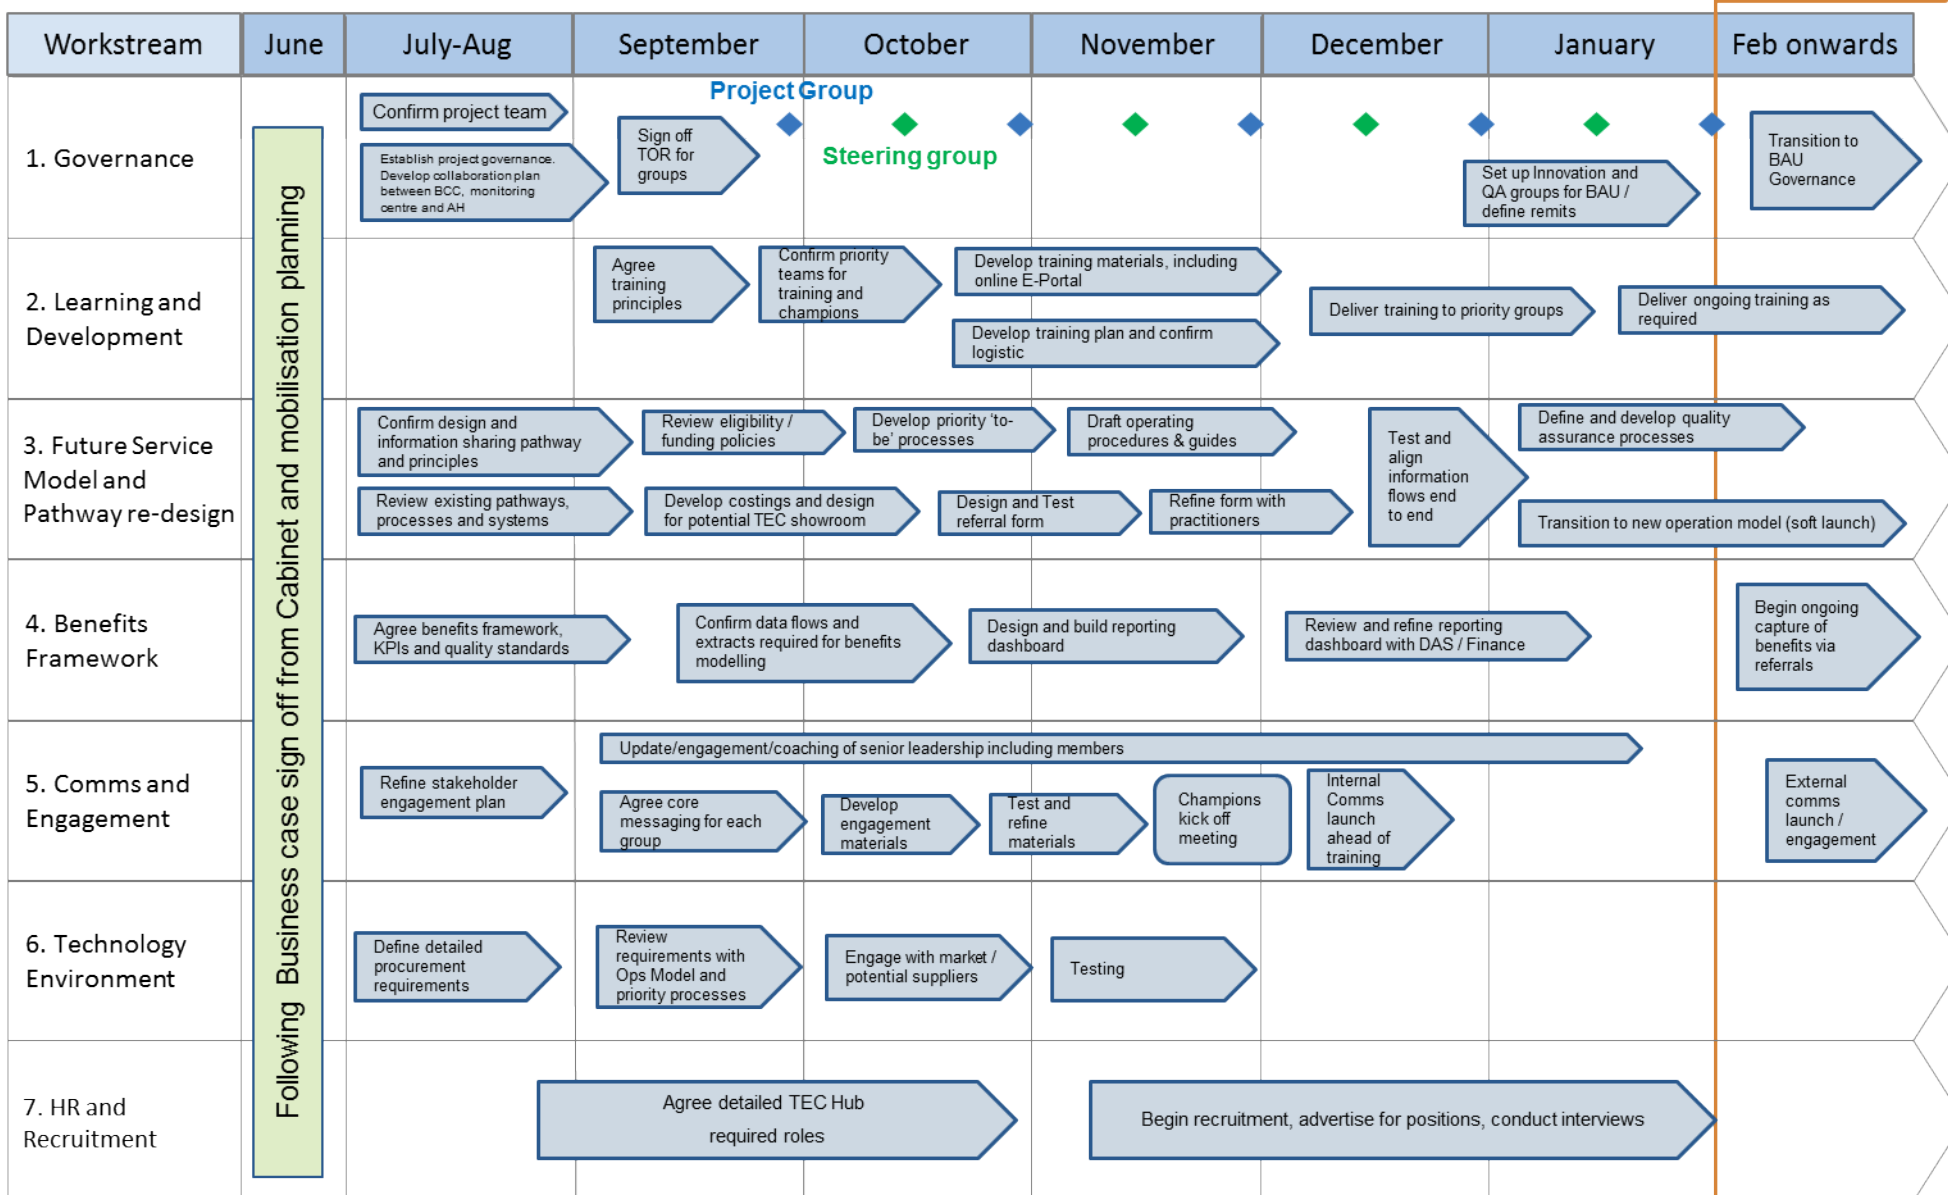 Workstream
June
July-Aug
September
October
November
December
January
Feb onwards
Following Business case sign off from Cabinet and mobilisation planning
1. Governance
Confirm project team
Establish project governance.
Develop collaboration plan
between BCC, monitoring
centre and AH
Sign off
TOR for
groups
Project Group
Steering group
Set up Innovation and
QA groups for BAU /
define remits
Transition to
BAU
Governance
2. Learning and
Development
Agree
training
principles
Confirm priority
teams for
training and
champions
Develop training materials, including
online E-Portal
Develop training plan and confirm
logistic
Deliver training to priority groups
Deliver ongoing training as
required
3. Future Service
Model and
Pathway re-design
Confirm design and
information sharing pathway
and principles
Review eligibility /
funding policies
Develop priority ‘to-
be’ processes
Draft operating
procedures & guides
Test and
align
information
flows end
to end
Define and develop quality
assurance processes
Review existing pathways,
processes and systems
Develop costings and design
for potential TEC showroom
Design and Test
referral form
Refine form with
practitioners
Transition to new operation model (soft launch)
4. Benefits
Framework
Agree benefits framework,
KPIs and quality standards
Confirm data flows and
extracts required for benefits
modelling
Design and build reporting
dashboard
Review and refine reporting
dashboard with DAS / Finance
Begin ongoing
capture of
benefits via
referrals
5. Comms and
Engagement
Update/engagement/coaching of senior leadership including members
Refine stakeholder
engagement plan
Agree core
messaging for each
group
Develop
engagement
materials
Test and
refine
materials
Champions
kick off
meeting
Internal
Comms
launch
ahead of
training
External
comms
launch /
engagement
6. Technology
Environment
Define detailed
procurement
requirements
Review
requirements with
Ops Model and
priority processes
Engage with market /
potential suppliers
Testing
7. HR and
Recruitment
Agree detailed TEC Hub
required roles
Begin recruitment, advertise for positions, conduct interviews